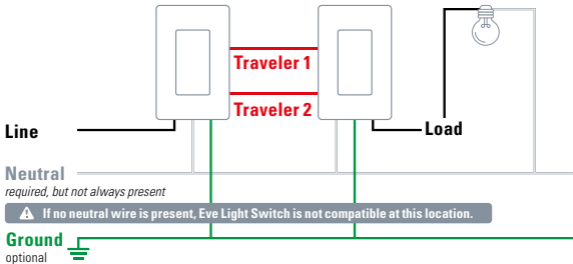 Traveler 1
Traveler 2
Line
Load
Neutral
required, but not always present
If no neutral wire is present, Eve Light Switch is not compatible at this location.
Ground
optional